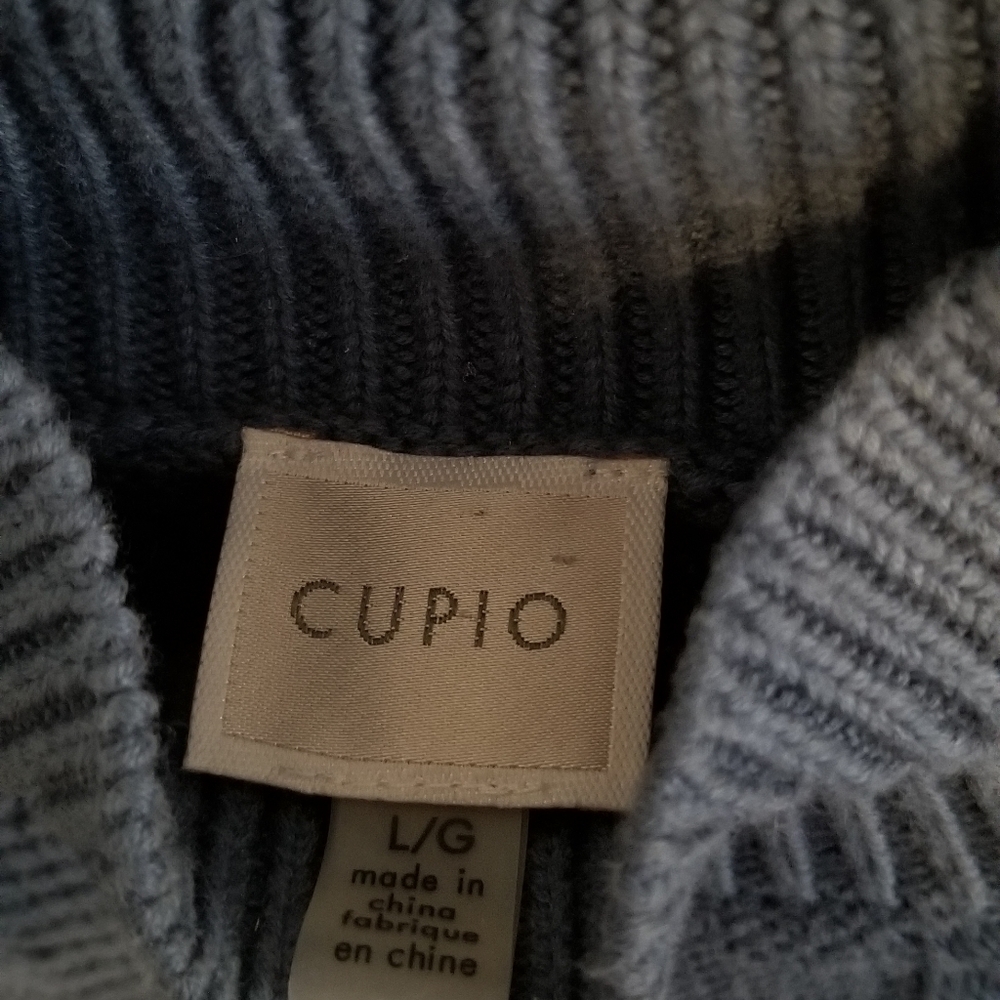 CUPIO
L/G
made in
china
fabrique
en chine